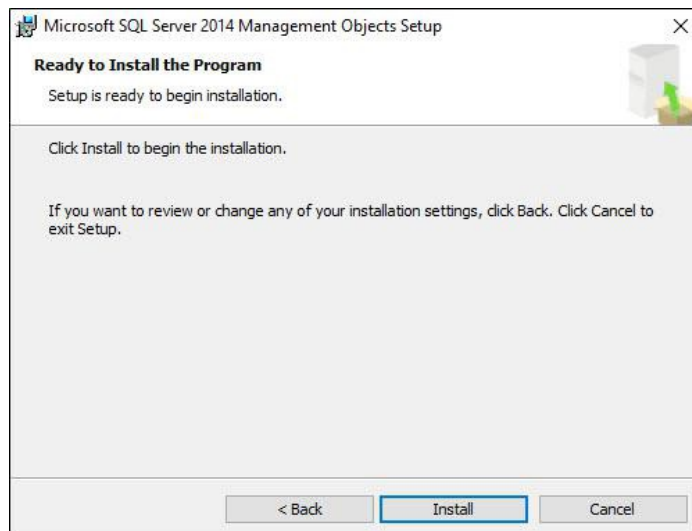 Microsoft SQL Server 2014 Management Objects Setup
Ready to Install the Program
Setup is ready to begin installation.
Click Install to begin the installation.
If you want to review or change any of your installation settings, click Back. Click Cancel to
exit Setup.
< Back Install Cancel